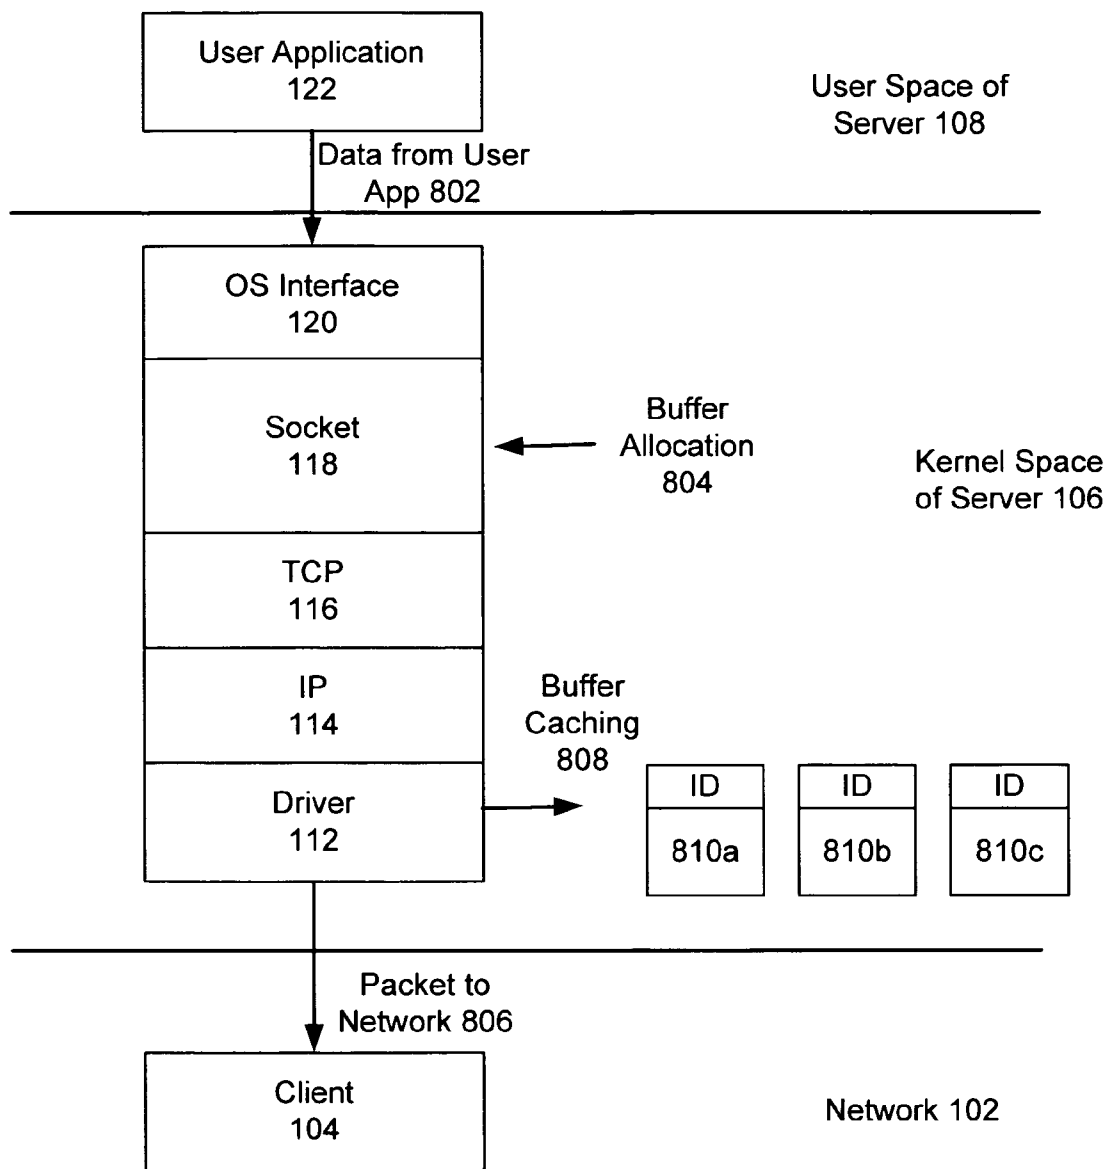 User Application
122
User Space of
Server 108
Data from User
App 802
OS Interface
120
Socket
118
Buffer
Allocation
804
Kernel Space
of Server 106
TCP
116
IP
114
Buffer
Caching
808
Driver
112
ID
ID
ID
810a
810b
810c
Packet to
Network 806
Client
104
Network 102